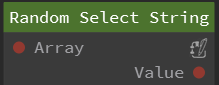 Random Select String
Array
Value